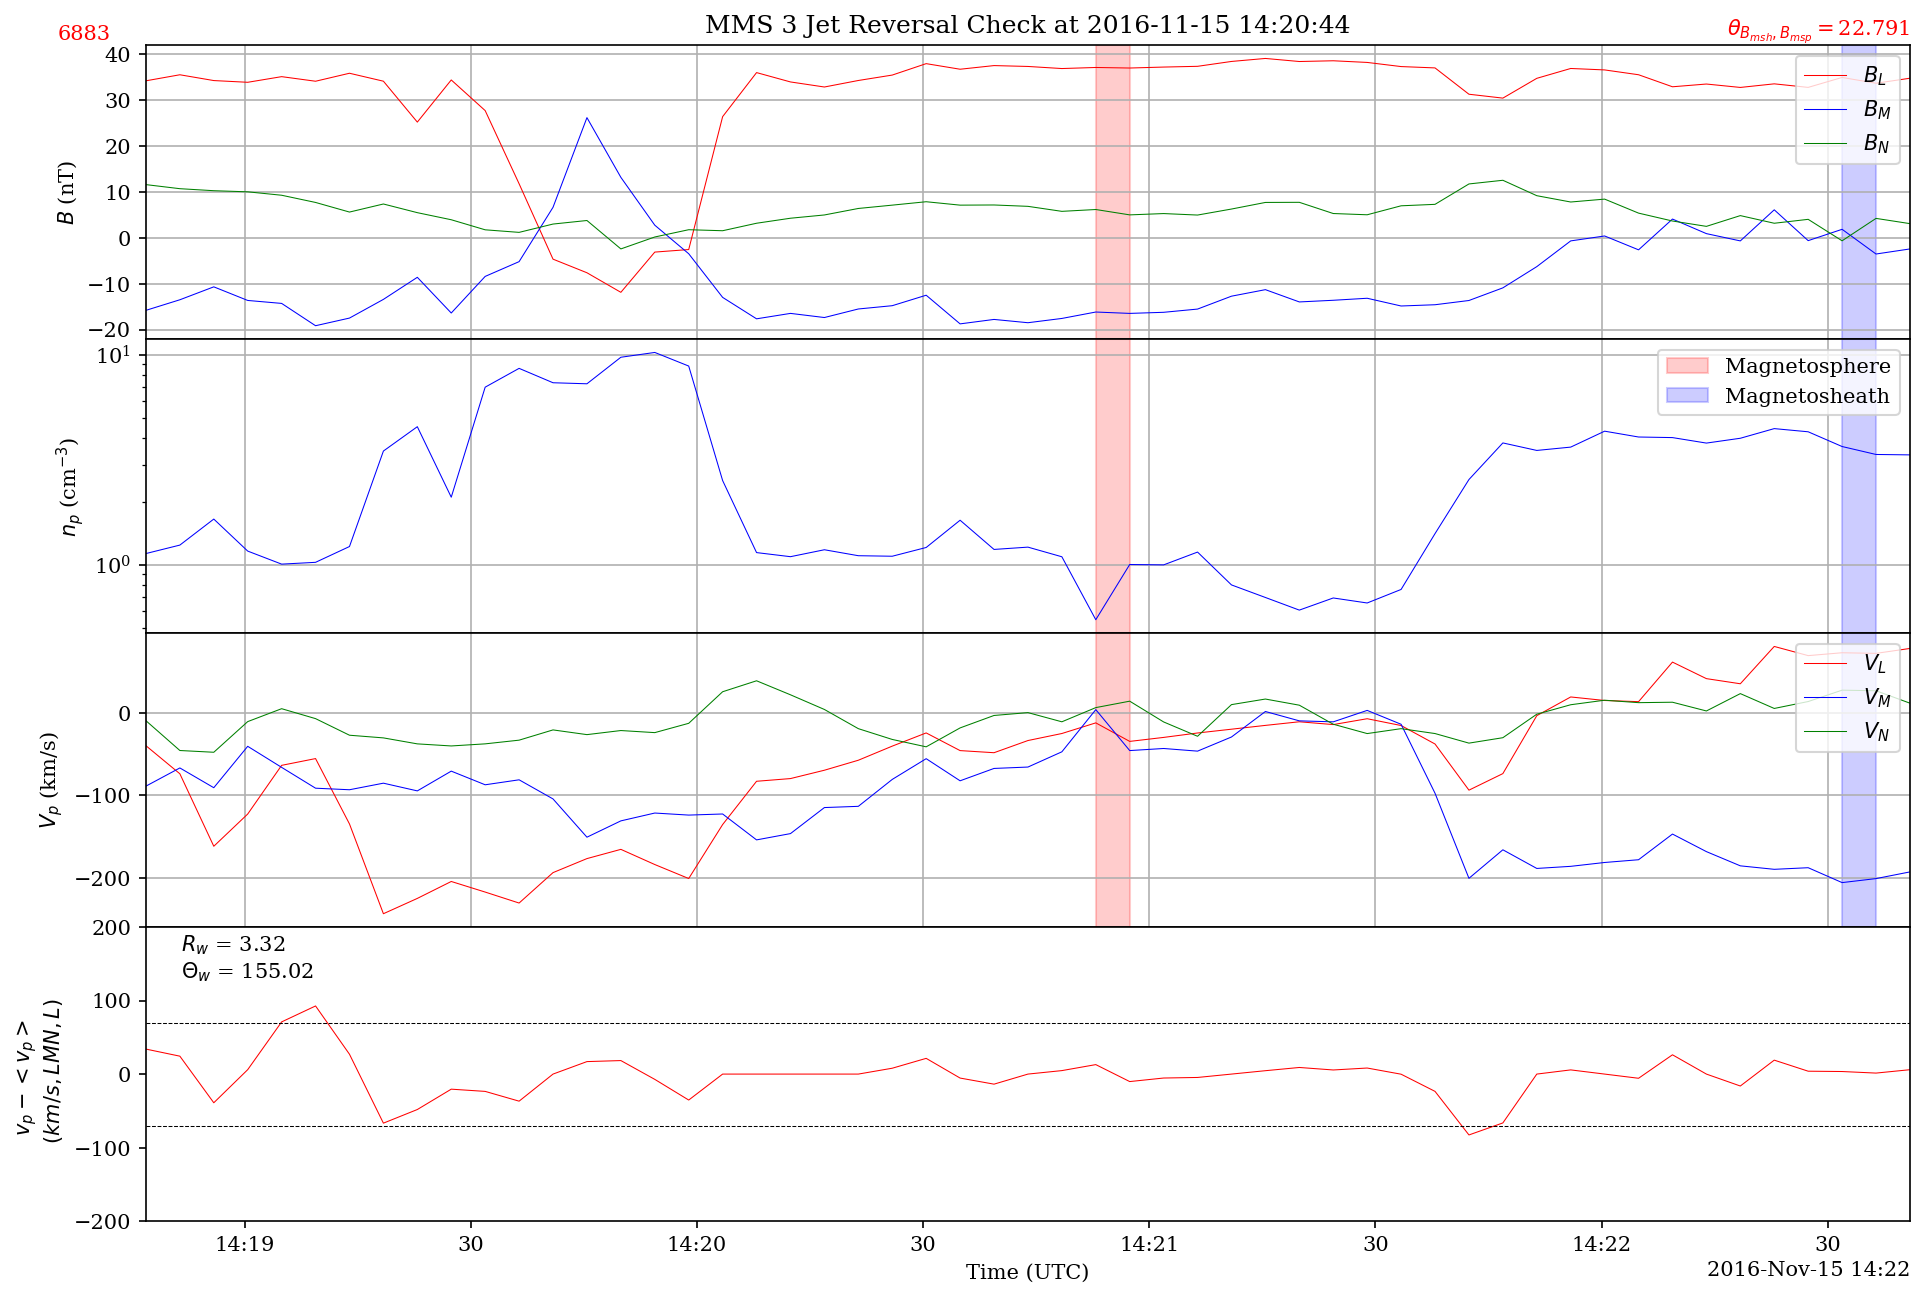 MMS 3 Jet Reversal Check at 2016-11-15 14:20:44
6883
θ_{B_{msh}, B_{msp}} = 22.791
40
30
20
10
0
−10
−20
B (nT)
B_L
B_M
B_N
10^1
10^0
n_p (cm^{−3})
Magnetosphere
Magnetosheath
0
−100
−200
V_p (km/s)
V_L
V_M
V_N
200
100
0
−100
−200
v_p − < v_p >
(km/s, LMN, L)
R_w = 3.32
Θ_w = 155.02
14:19
30
14:20
30
14:21
30
14:22
30
Time (UTC)
2016-Nov-15 14:22